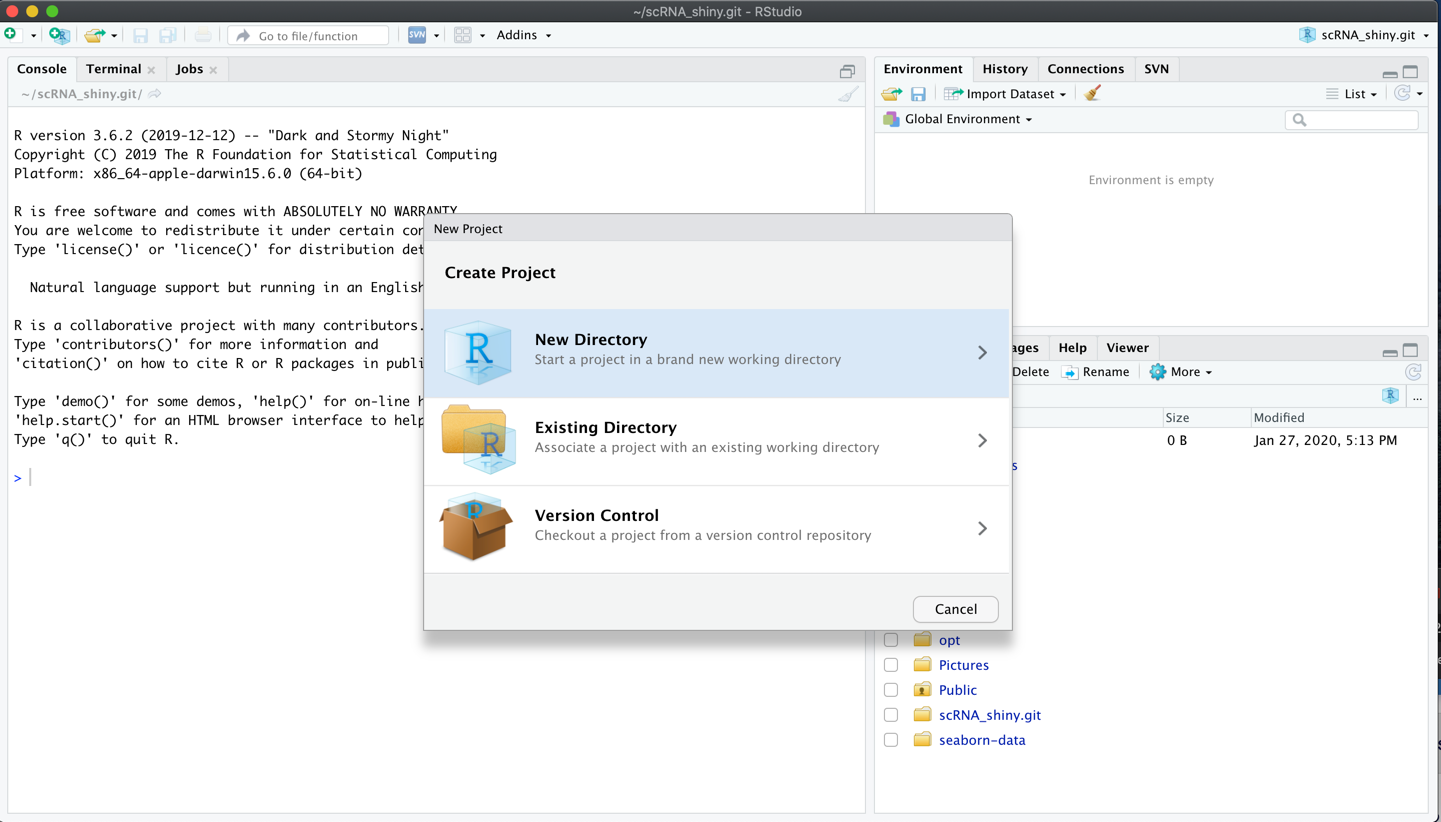 ~/scRNA_shiny.git - RStudio
Go to file/function
SVN
Addins
scRNA_shiny.git
Console
Terminal
Jobs
~/scRNA_shiny.git/
R version 3.6.2 (2019-12-12) -- "Dark and Stormy Night"
Copyright (C) 2019 The R Foundation for Statistical Computing
Platform: x86_64-apple-darwin15.6.0 (64-bit)
R is free software and comes with ABSOLUTELY NO WARRANTY.
You are welcome to redistribute it under certain con
Type 'license()' or 'licence()' for distribution det
Natural language support but running in an English
R is a collaborative project with many contributors.
Type 'contributors()' for more information and
'citation()' on how to cite R or R packages in publi
Type 'demo()' for some demos, 'help()' for on-line h
'help.start()' for an HTML browser interface to help
Type 'q()' to quit R.
>
Environment
History
Connections
SVN
Import Dataset
List
Global Environment
Environment is empty
New Project
Create Project
New Directory
Start a project in a brand new working directory
Existing Directory
Associate a project with an existing working directory
Version Control
Checkout a project from a version control repository
Cancel
ages
Help
Viewer
Delete
Rename
More
...
Size
Modified
0 B
Jan 27, 2020, 5:13 PM
s
opt
Pictures
Public
scRNA_shiny.git
seaborn-data